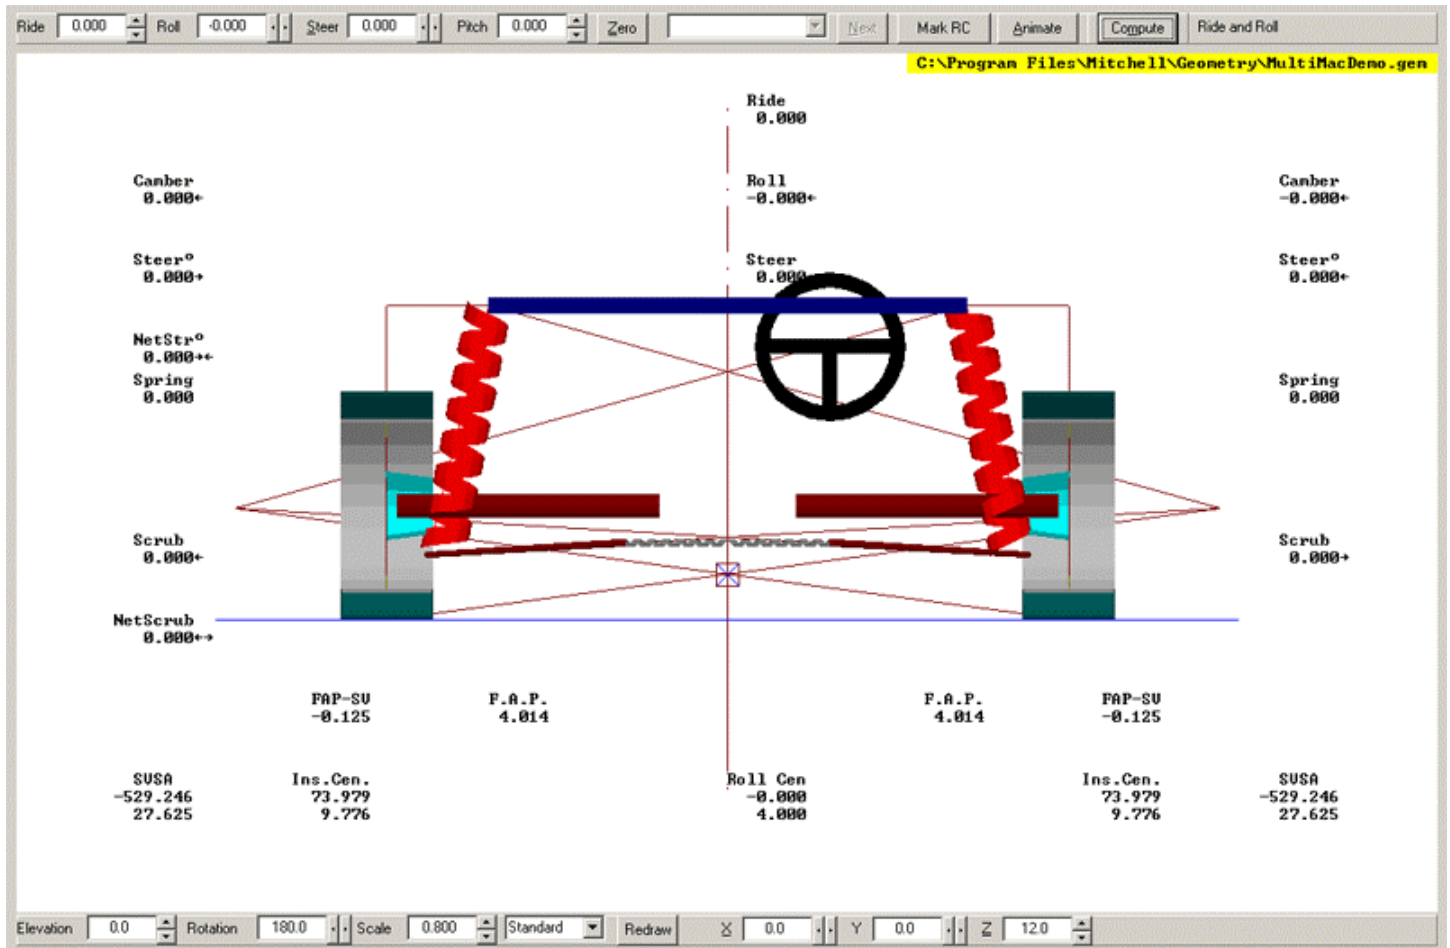 Ride 0.000 Roll -0.000 Steer 0.000 Pitch 0.000 Zero Next Mark RC Animate Compute Ride and Roll
C:\Program Files\Mitchell\Geometry\MultiMacDemo.gem
Ride
0.000
Camber Roll Camber
0.000← -0.000← -0.000←
Steerº Steer Steerº
0.000→ 0.000 0.000←
NetStrº
0.000→←
Spring Spring
0.000 0.000
Scrub Scrub
0.000← 0.000→
NetScrub
0.000←→
FAP-SV F.A.P. F.A.P. FAP-SV
-0.125 4.014 4.014 -0.125
SVSA Ins.Cen. Roll Cen Ins.Cen. SVSA
-529.246 73.979 -0.000 73.979 -529.246
27.625 9.776 4.000 9.776 27.625
Elevation 0.0 Rotation 180.0 Scale 0.800 Standard Redraw X 0.0 Y 0.0 Z 12.0